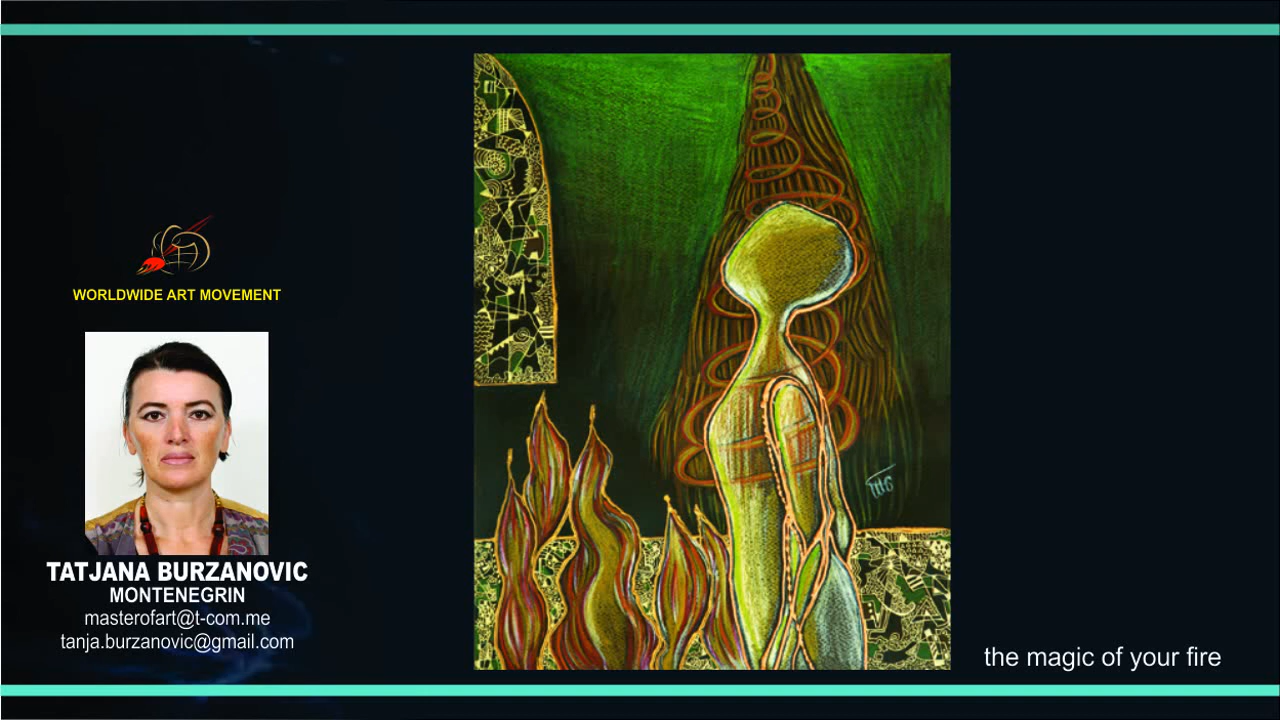 WORLDWIDE ART MOVEMENT
TATJANA BURZANOVIC
MONTENEGRIN
masterofart@t-com.me
tanja.burzanovic@gmail.com
the magic of your fire